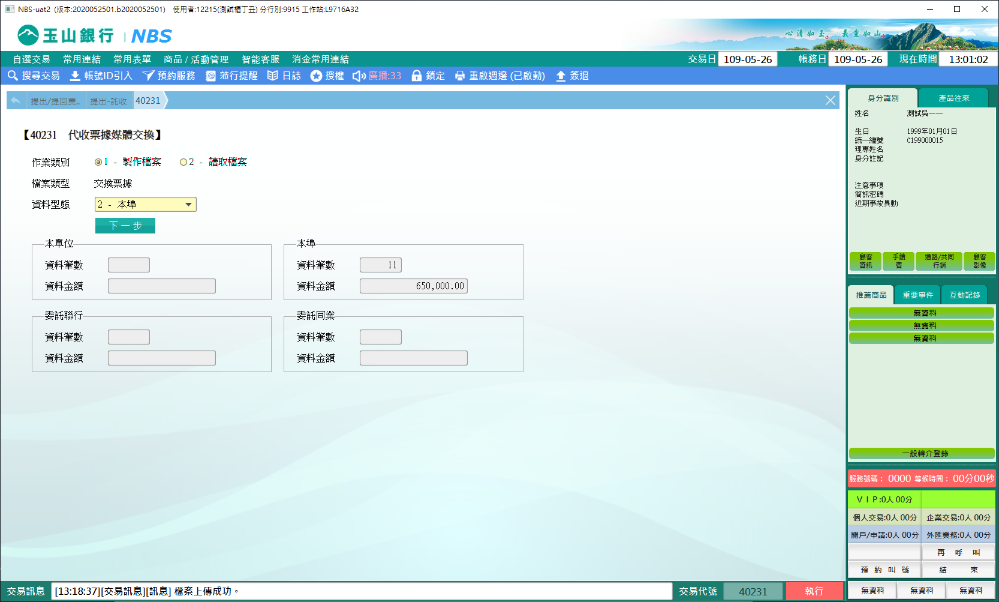 NBS-uat2 (版本:2020052501.b2020052501) 使用者:12215(測試櫃丁丑) 分行別:9915 工作站:L9716A32
玉山銀行 | NBS
心清如玉。義重如山。
自選交易 常用連結 常用表單 商品 / 活動管理 智能客服 消金常用連結 交易日 109-05-26 帳務日 109-05-26 現在時間 13:01:02
搜尋交易 帳號ID引入 預約服務 蒞行提醒 日誌 授權 廣播:33 鎖定 重啟週邊 (已啟動) 簽退
提出/提回票.. 提出-託收 40231
【40231 代收票據媒體交換】
作業類別 1 - 製作檔案 2 - 讀取檔案
檔案類型 交換票據
資料型態 2 - 本埠
下一步
本單位
資料筆數
資料金額
本埠
資料筆數 11
資料金額 650,000.00
委託聯行
資料筆數
資料金額
委託同業
資料筆數
資料金額
身分識別 產品往來
姓名 測試吳一一
生日 1999年01月01日
統一編號 C199000015
理專姓名
身分註記
注意事項
簡訊密碼
近期事故異動
顧客資訊 手續費 通路/共同行銷 顧客影像
推薦商品 重要事件 互動記錄
無資料
無資料
無資料
一般轉介登錄
服務號碼: 0000 等候時間: 00分00秒
VIP:0人 00分
個人交易:0人 00分 企業交易:0人 00分
開戶/申請:0人 00分 外匯業務:0人 00分
再呼叫
預約叫號 結束
無資料 無資料 無資料
交易訊息 [13:18:37][交易訊息][訊息] 檔案上傳成功。 交易代號 40231 執行